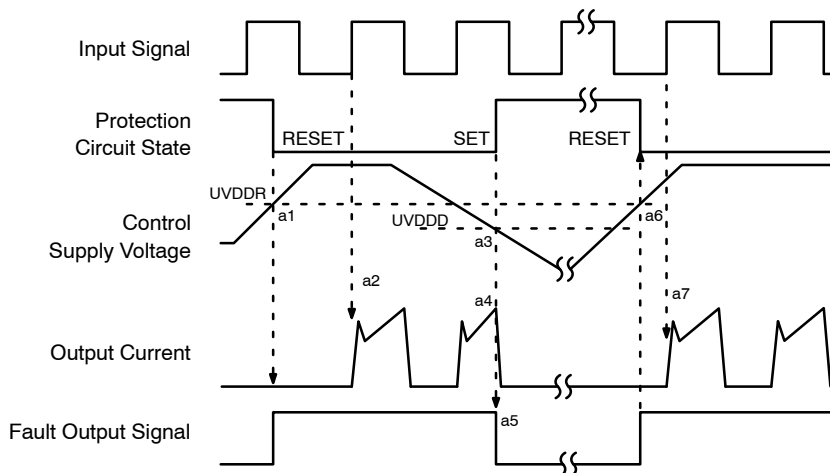 Input Signal
Protection
Circuit State
RESET
SET
RESET
UVDDR
a1
Control
Supply Voltage
UVDDD
a3
a6
a2
a4
a7
Output Current
a5
Fault Output Signal